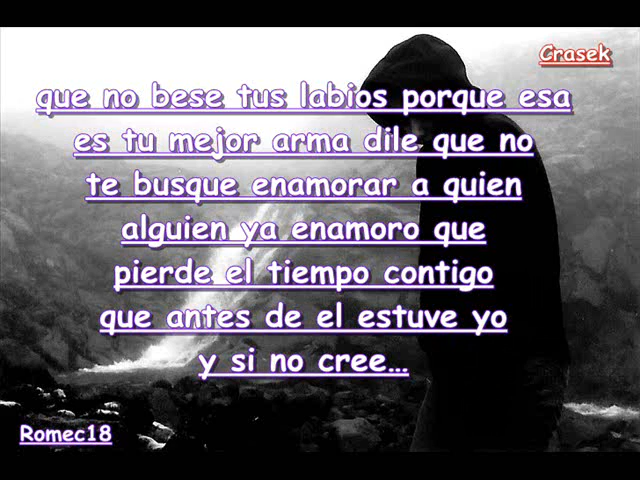 Crasek
que no bese tus labios porque esa
es tu mejor arma dile que no
te busque enamorar a quien
alguien ya enamoro que
pierde el tiempo contigo
que antes de el estuve yo
y si no cree...
Romec18